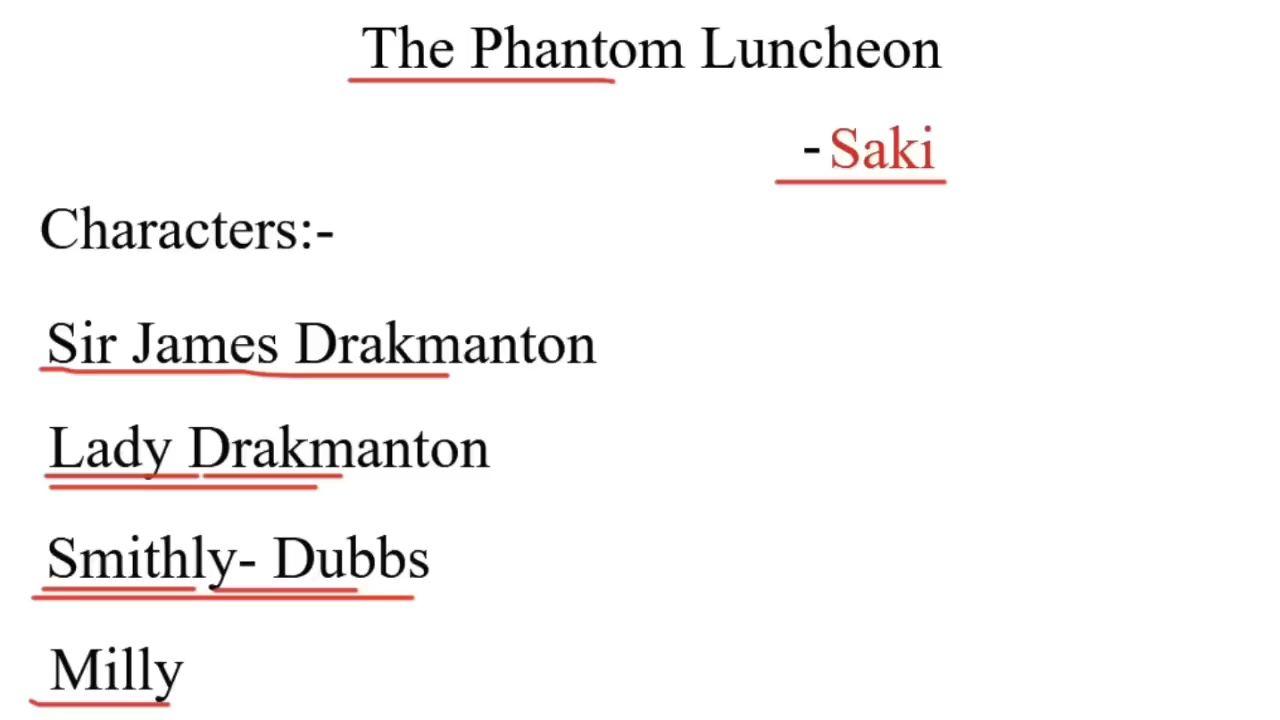 The Phantom Luncheon
-Saki
Characters:-
Sir James Drakmanton
Lady Drakmanton
Smithly- Dubbs
Milly